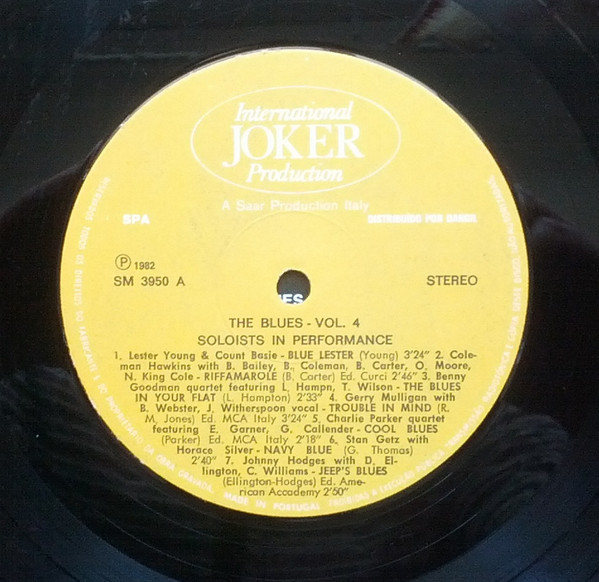 International
JOKER
Production
A Saar Production Italy
SPA
DISTRIBUIDO POR DARGIL
Ⓟ 1982
SM 3950 A
STEREO
THE BLUES - VOL. 4
SOLOISTS IN PERFORMANCE
1. Lester Young & Count Basie - BLUE LESTER (Young) 3'24" 2. Cole-
man Hawkins with B. Bailey, B., Coleman, B. Carter, O. Moore,
N. King Cole - RIFFAMAROLE (B. Carter) Ed. Curci 2'46" 3. Benny
Goodman quartet featuring L. Hampn, T. Wilson - THE BLUES
IN YOUR FLAT (L. Hampton) 2'33" 4. Gerry Mulligan with
B. Webster, J. Witherspoon vocal - TROUBLE IN MIND (R.
M, Jones) Ed. MCA Italy 3'24" 5. Charlie Parker quartet
featuring E. Garner, G. Callender - COOL BLUES
(Parker) Ed. MCA Italy 2'18" 6. Stan Getz with
Horace Silver - NAVY BLUE (G. Thomas)
2'40" 7. Johnny Hodges with D, El-
lington, C. Williams - JEEP'S BLUES
(Ellington-Hodges) Ed. Ame-
rican Accademy 2'50"
MADE IN PORTUGAL